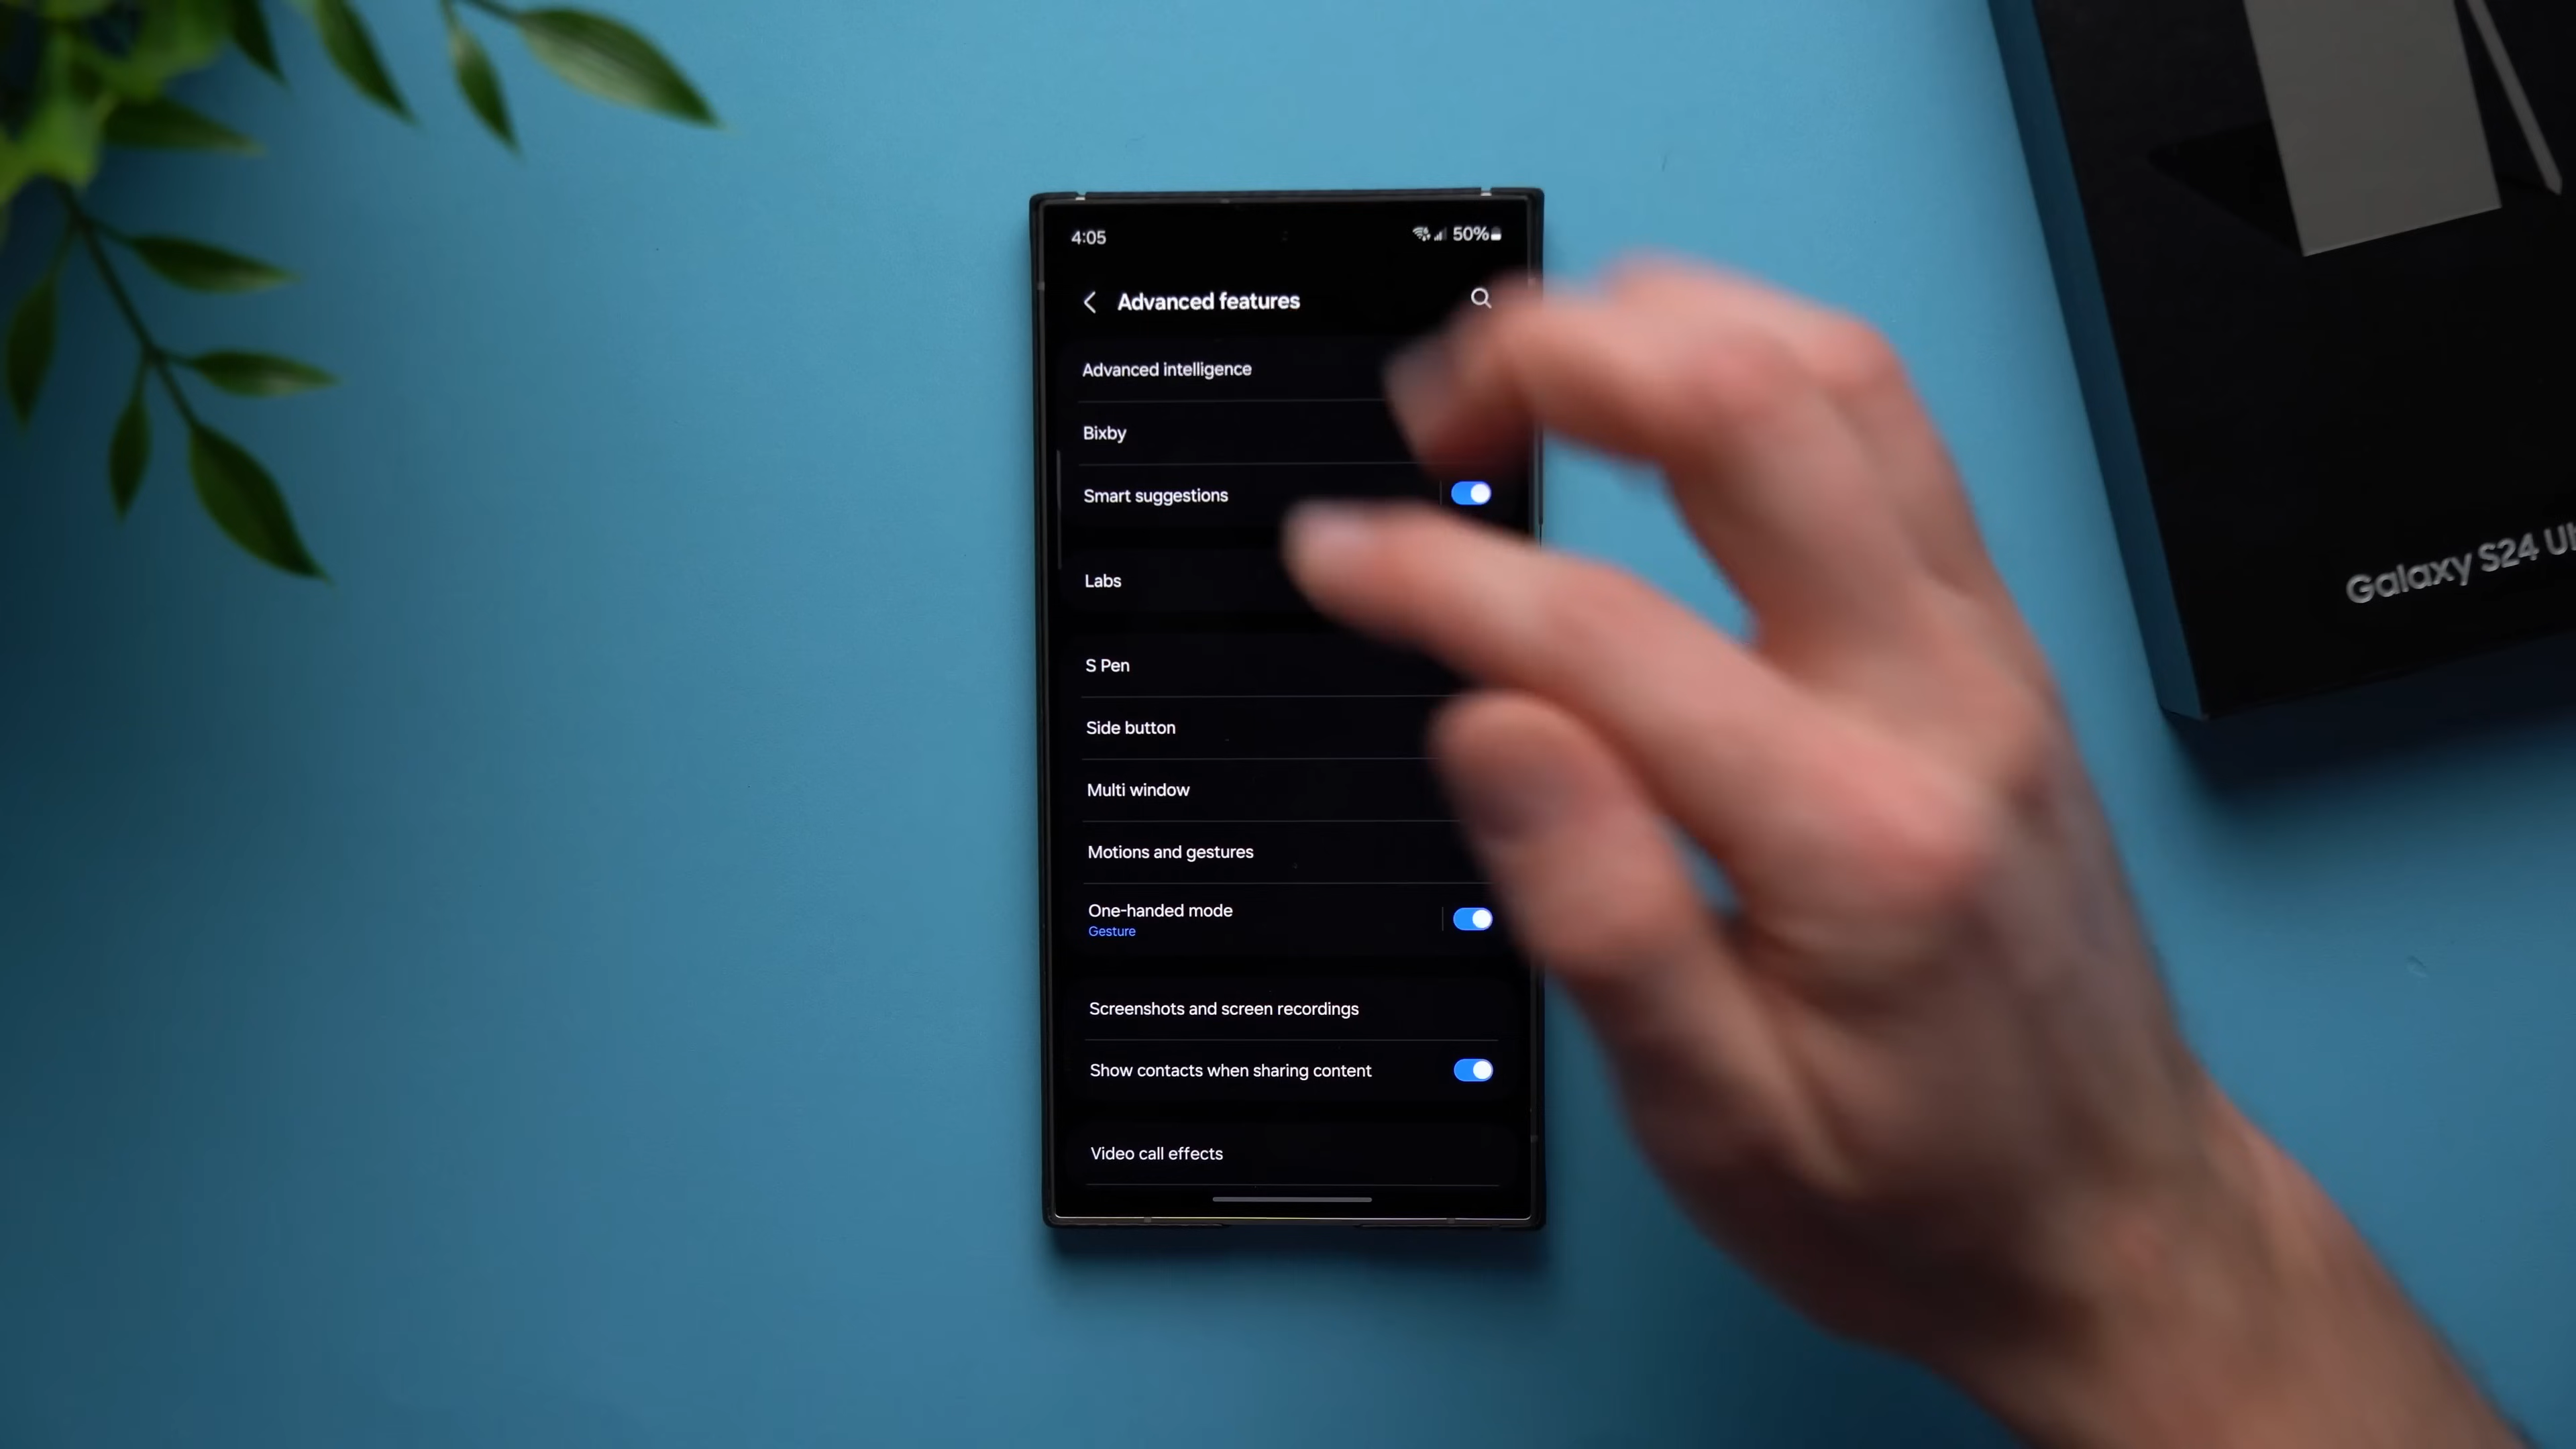 4:05
50%
Advanced features
Advanced intelligence
Bixby
Smart suggestions
Labs
S Pen
Side button
Multi window
Motions and gestures
One-handed mode
Gesture
Screenshots and screen recordings
Show contacts when sharing content
Video call effects
Galaxy S24 Ul